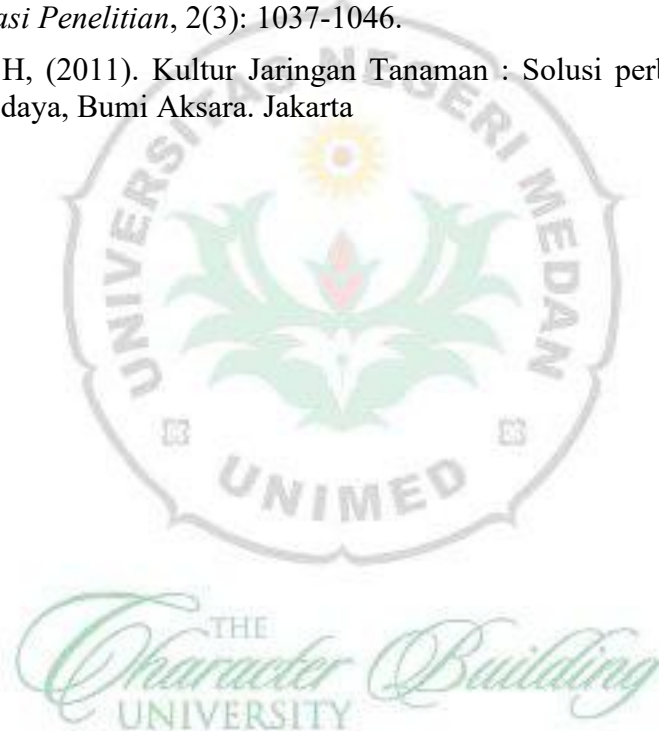 asi Penelitian, 2(3): 1037-1046.
H, (2011). Kultur Jaringan Tanaman : Solusi perb
daya, Bumi Aksara. Jakarta
UNIVERSITAS NEGERI MEDAN
UNIMED
THE
Character Building
UNIVERSITY